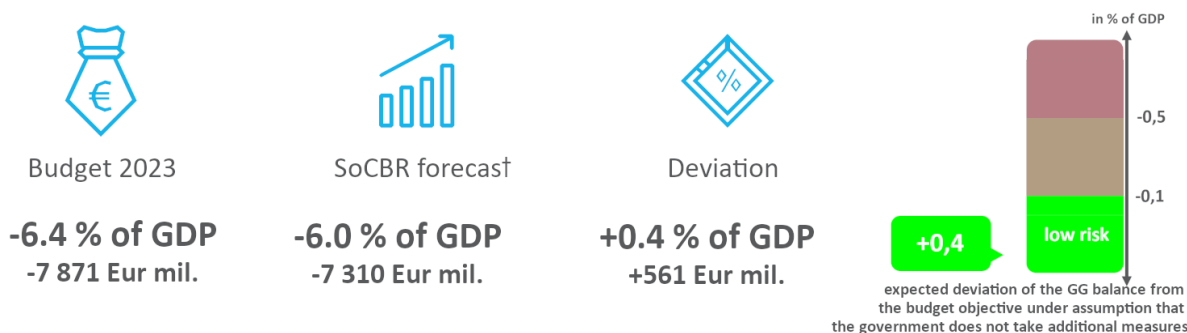 €
Budget 2023
-6.4 % of GDP
-7 871 Eur mil.
SoCBR forecast†
-6.0 % of GDP
-7 310 Eur mil.
%
Deviation
+0.4 % of GDP
+561 Eur mil.
in % of GDP
-0,5
-0,1
+0,4
low risk
expected deviation of the GG balance from
the budget objective under assumption that
the government does not take additional measures